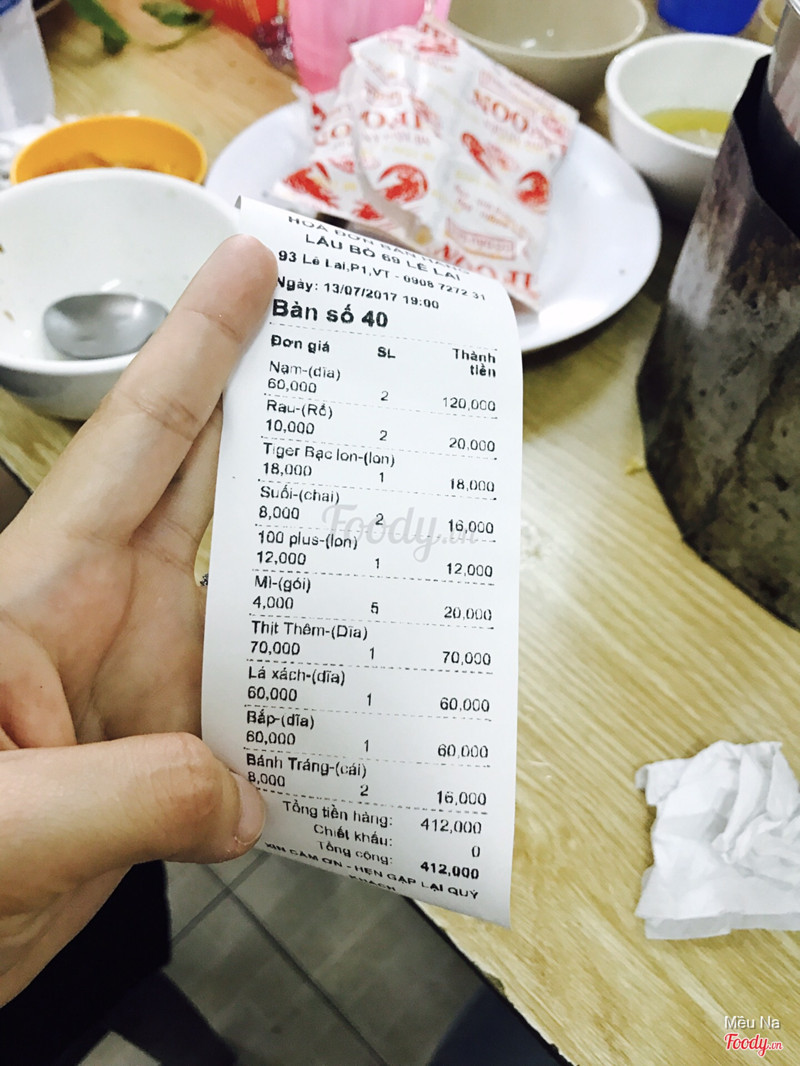 HOÁ ĐƠN BÁN HÀNG
LẨU BÒ 69 LÊ LAI
93 Lê Lai,P1,VT - 0908 7272 31
Ngày: 13/07/2017 19:00
Bàn số 40
Đơn giá SL Thành tiền
Nạm-(dĩa)
60,000 2 120,000
Rau-(Rổ)
10,000 2 20,000
Tiger Bạc lon-(lon)
18,000 1 18,000
Suối-(chai)
8,000 2 16,000
100 plus-(lon)
12,000 1 12,000
Mì-(gói)
4,000 5 20,000
Thịt Thêm-(Dĩa)
70,000 1 70,000
Lá xách-(dĩa)
60,000 1 60,000
Bắp-(dĩa)
60,000 1 60,000
Bánh Tráng-(cái)
8,000 2 16,000
Tổng tiền hàng: 412,000
Chiết khấu: 0
Tổng cộng: 412,000
XIN CẢM ƠN - HẸN GẶP LẠI QUÝ
KHÁCH
Foody.vn
Mều Na
Foody.vn